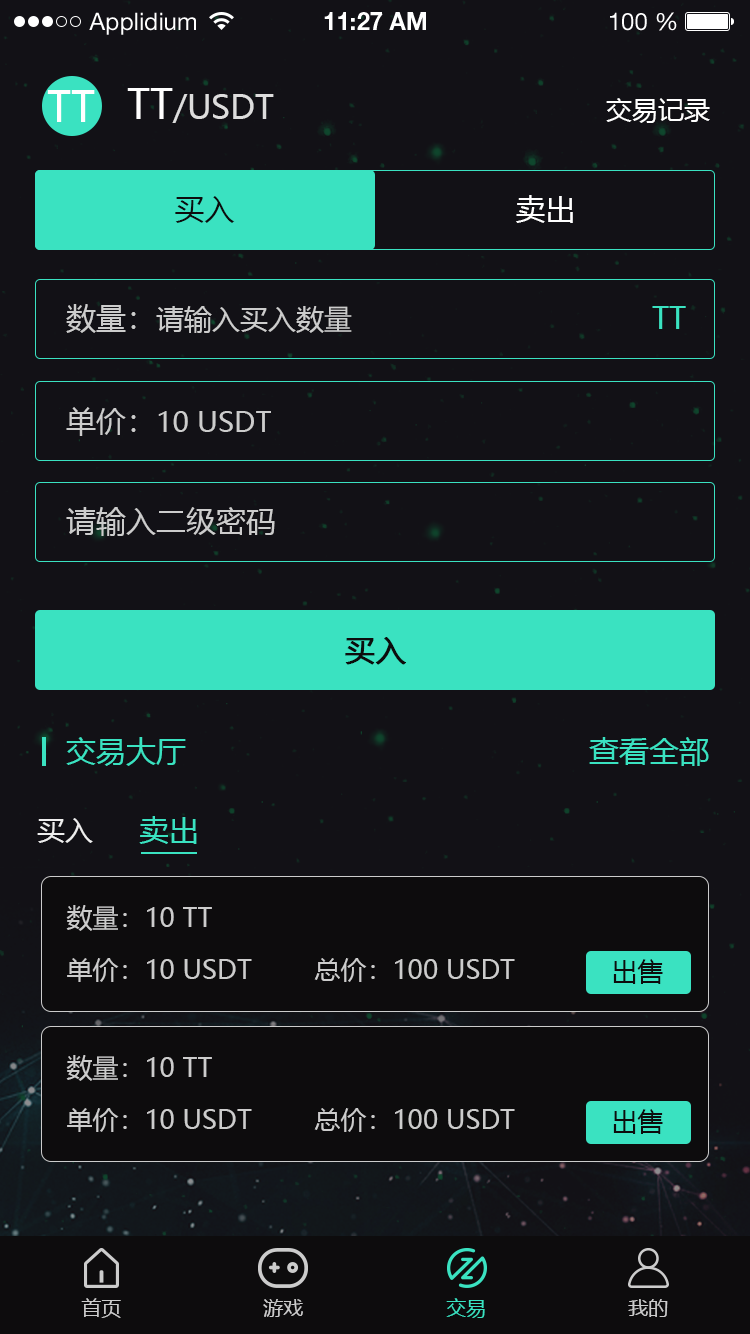 Applidium 11:27 AM 100 %
TT TT/USDT 交易记录
买入 卖出
数量：请输入买入数量 TT
单价：10 USDT
请输入二级密码
买入
交易大厅 查看全部
买入 卖出
数量：10 TT
单价：10 USDT 总价：100 USDT 出售
数量：10 TT
单价：10 USDT 总价：100 USDT 出售
首页 游戏 交易 我的